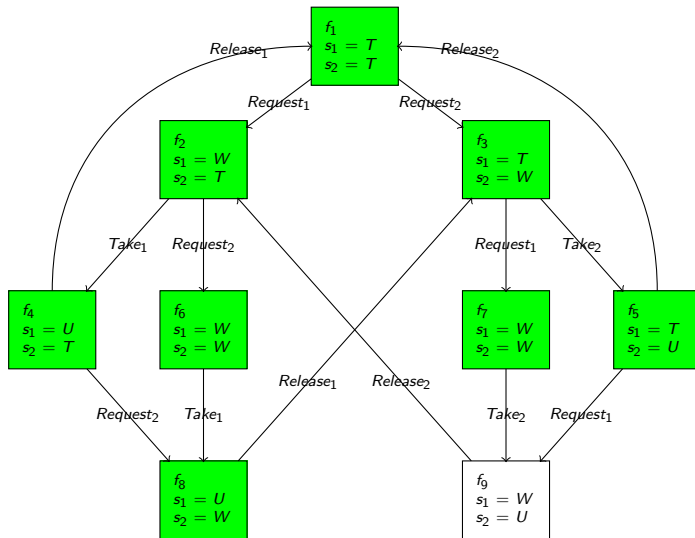 f₁
s₁ = T
s₂ = T
Release₁
Release₂
Request₁
Request₂
f₂
s₁ = W
s₂ = T
f₃
s₁ = T
s₂ = W
Take₁
Request₂
Request₁
Take₂
f₄
s₁ = U
s₂ = T
f₆
s₁ = W
s₂ = W
f₇
s₁ = W
s₂ = W
f₅
s₁ = T
s₂ = U
Release₁
Release₂
Request₂
Take₁
Take₂
Request₁
f₈
s₁ = U
s₂ = W
f₉
s₁ = W
s₂ = U